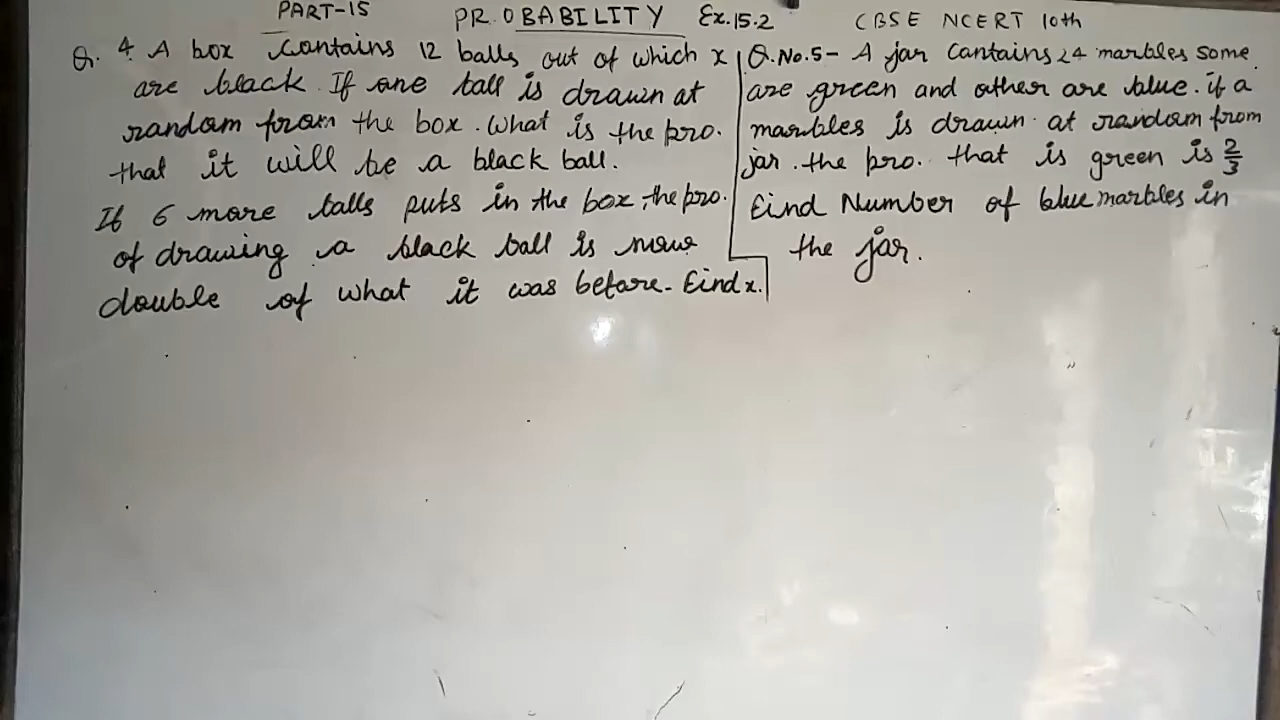 PART-15 PROBABILITY Ex.15.2 CBSE NCERT 10th
Q. 4. A box contains 12 balls out of which x
are black. If one ball is drawn at
random from the box. What is the pro.
that it will be a black ball.
If 6 more balls puts in the box, the pro.
of drawing a black ball is now
double of what it was before. Find x.
Q.No.5- A jar Contains 24 marbles some
are green and other are blue. if a
marbles is drawn at random from
jar. the pro. that is green is 2/3
Find Number of blue marbles in
the jar.